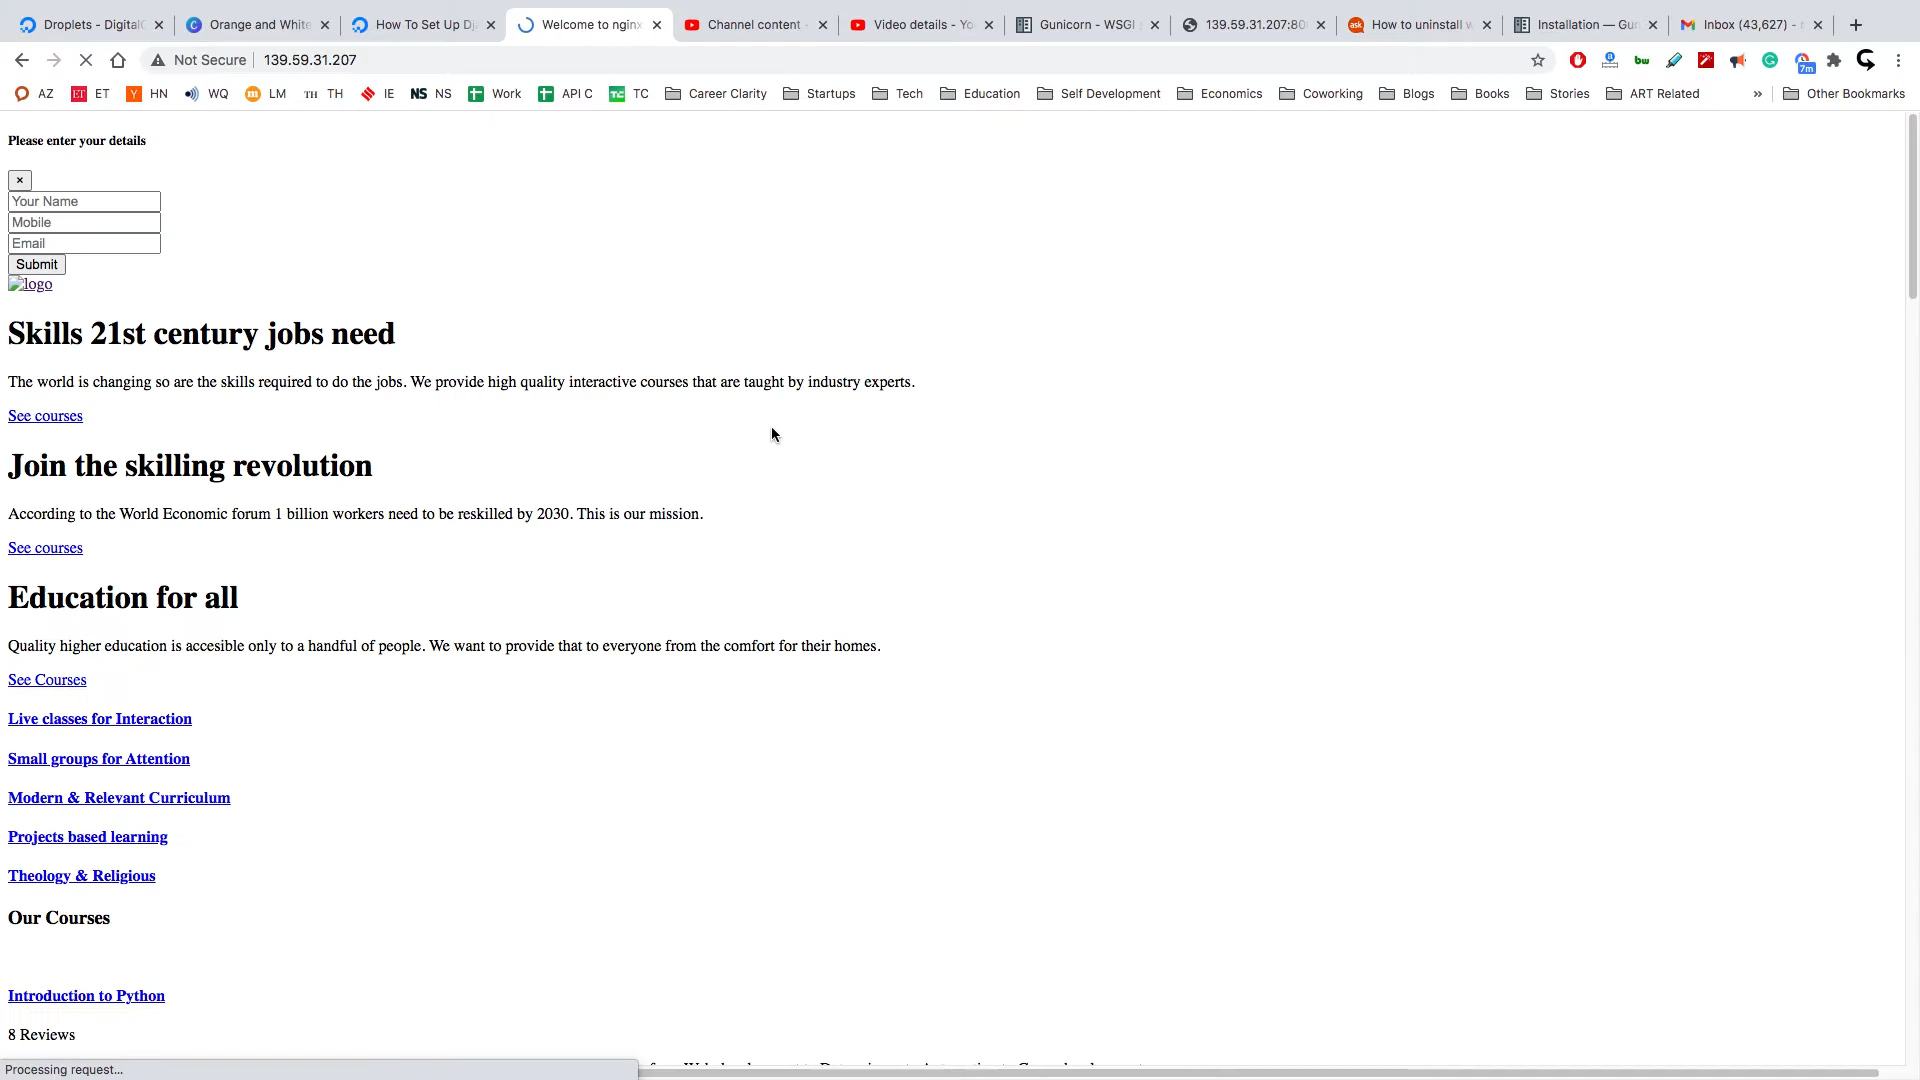 Droplets - Digital
Orange and White
How To Set Up Dj
Welcome to nginx
Channel content -
Video details - Yo
Gunicorn - WSGI s
139.59.31.207:80
How to uninstall w
Installation — Gun
Inbox (43,627) -
Not Secure 139.59.31.207
bw
7m
AZ ET ET Y HN WQ LM TH TH IE NS NS Work API C TC Career Clarity Startups Tech Education Self Development Economics Coworking Blogs Books Stories ART Related » Other Bookmarks
Please enter your details
×
Your Name
Mobile
Email
Submit
logo
Skills 21st century jobs need
The world is changing so are the skills required to do the jobs. We provide high quality interactive courses that are taught by industry experts.
See courses
Join the skilling revolution
According to the World Economic forum 1 billion workers need to be reskilled by 2030. This is our mission.
See courses
Education for all
Quality higher education is accesible only to a handful of people. We want to provide that to everyone from the comfort for their homes.
See Courses
Live classes for Interaction
Small groups for Attention
Modern & Relevant Curriculum
Projects based learning
Theology & Religious
Our Courses
Introduction to Python
8 Reviews
Processing request...